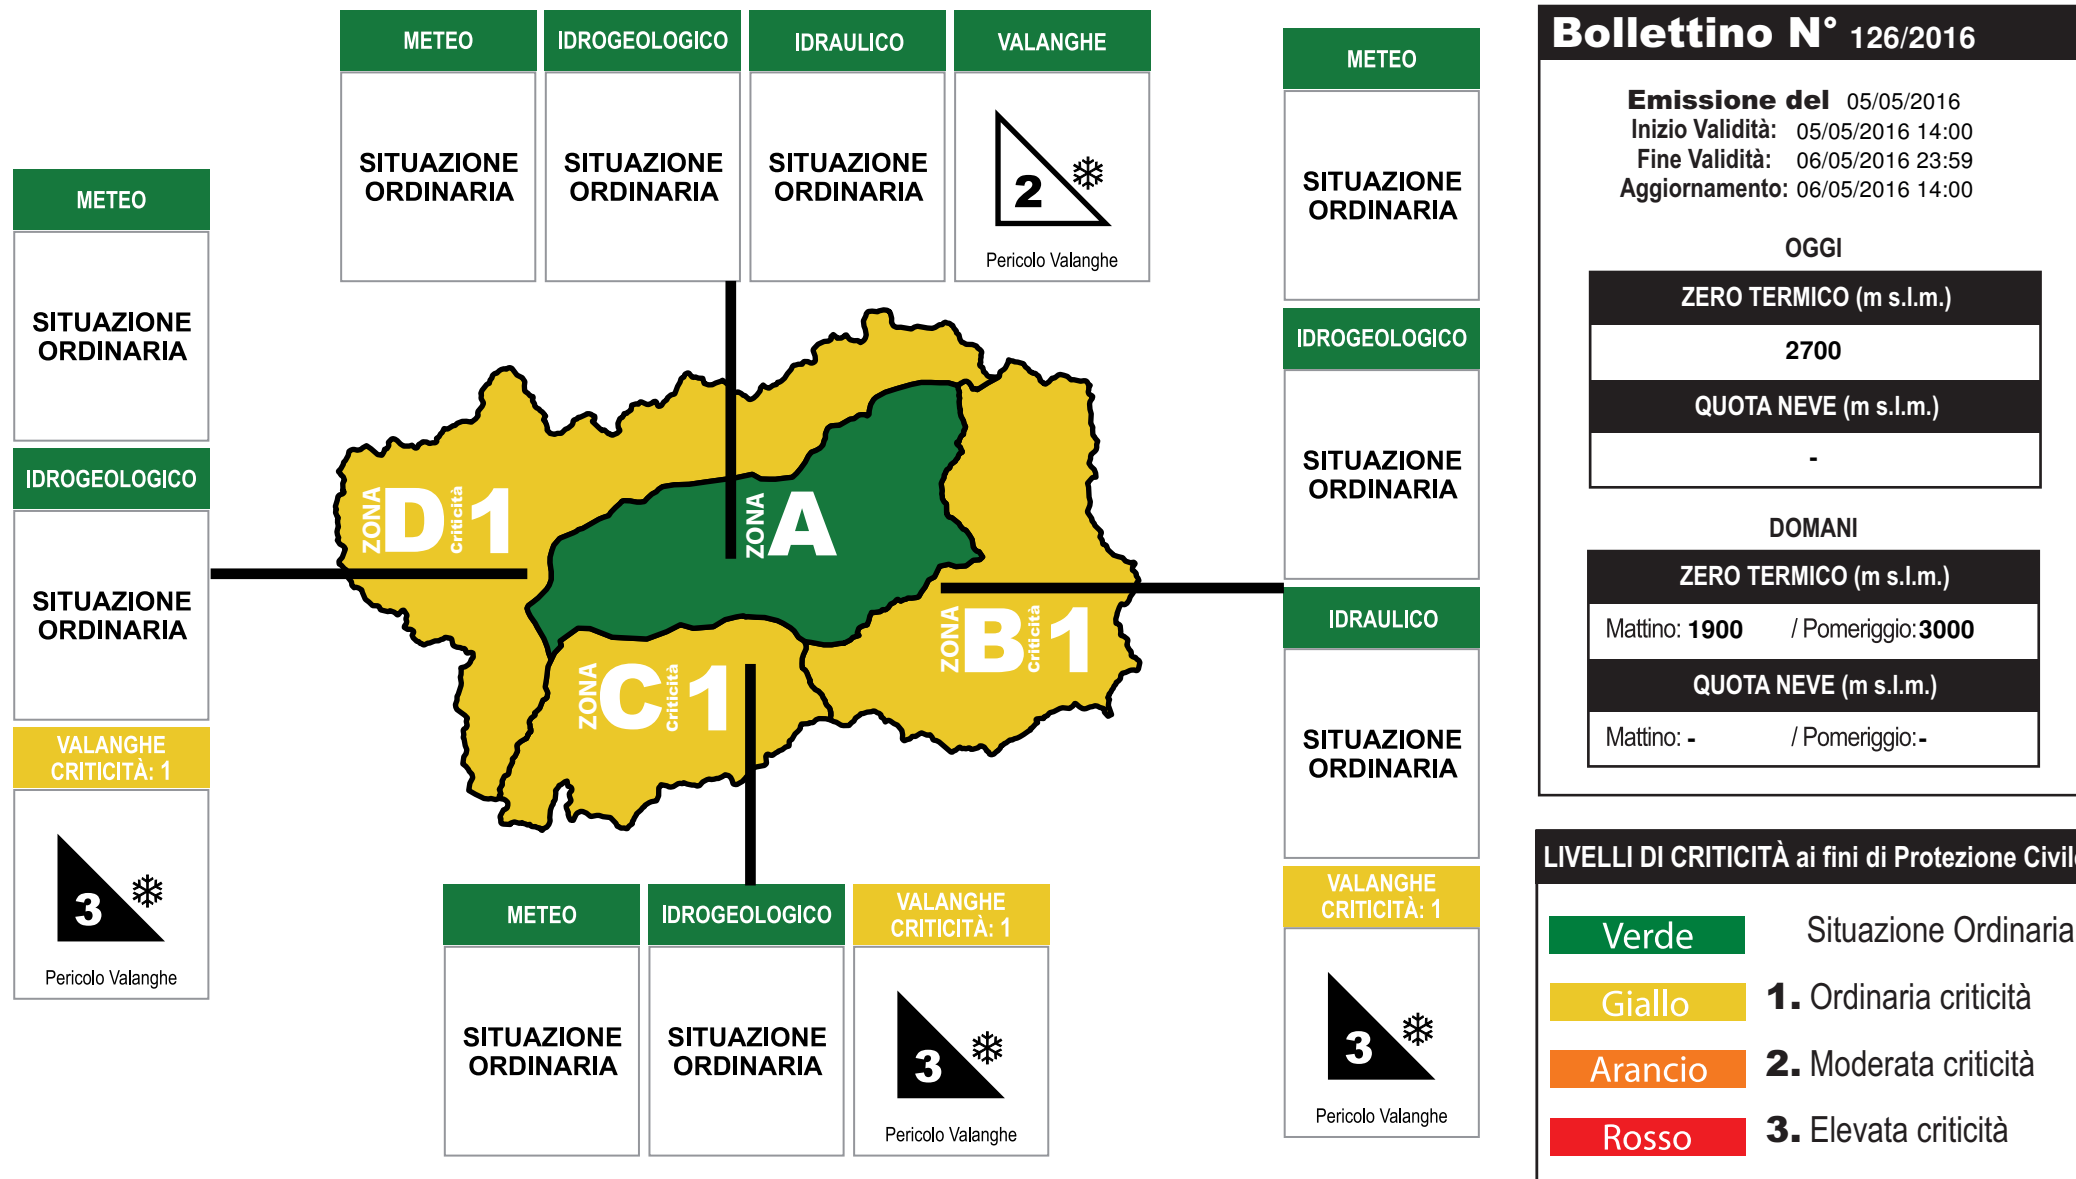 METEO
SITUAZIONE
ORDINARIA
IDROGEOLOGICO
SITUAZIONE
ORDINARIA
IDRAULICO
SITUAZIONE
ORDINARIA
VALANGHE
2
Pericolo Valanghe
METEO
SITUAZIONE
ORDINARIA
IDROGEOLOGICO
SITUAZIONE
ORDINARIA
VALANGHE
CRITICITÀ: 1
3
Pericolo Valanghe
ZONA D Criticità 1
ZONA A
ZONA C Criticità 1
ZONA B Criticità 1
METEO
SITUAZIONE
ORDINARIA
IDROGEOLOGICO
SITUAZIONE
ORDINARIA
VALANGHE
CRITICITÀ: 1
3
Pericolo Valanghe
METEO
SITUAZIONE
ORDINARIA
IDROGEOLOGICO
SITUAZIONE
ORDINARIA
IDRAULICO
SITUAZIONE
ORDINARIA
VALANGHE
CRITICITÀ: 1
3
Pericolo Valanghe
Bollettino N° 126/2016
Emissione del 05/05/2016
Inizio Validità: 05/05/2016 14:00
Fine Validità: 06/05/2016 23:59
Aggiornamento: 06/05/2016 14:00
OGGI
ZERO TERMICO (m s.l.m.)
2700
QUOTA NEVE (m s.l.m.)
-
DOMANI
ZERO TERMICO (m s.l.m.)
Mattino: 1900 / Pomeriggio: 3000
QUOTA NEVE (m s.l.m.)
Mattino: - / Pomeriggio: -
LIVELLI DI CRITICITÀ ai fini di Protezione Civile
Verde Situazione Ordinaria
Giallo 1. Ordinaria criticità
Arancio 2. Moderata criticità
Rosso 3. Elevata criticità